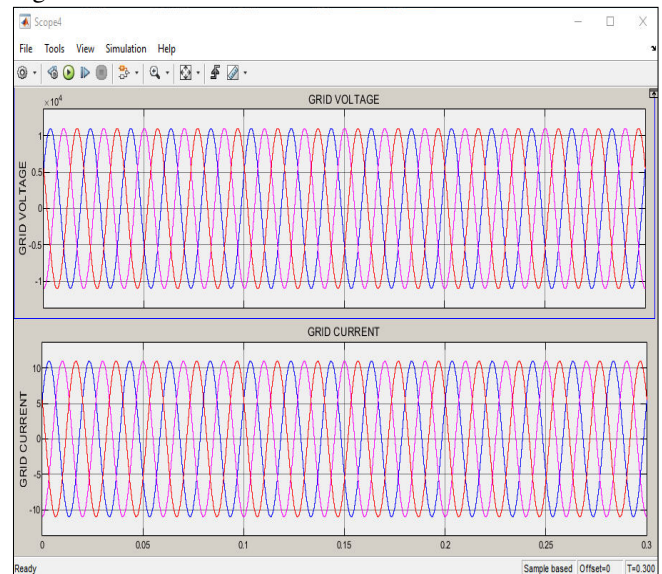 Scope4
File Tools View Simulation Help
×10⁴
GRID VOLTAGE
GRID VOLTAGE
1
0.5
0
-0.5
-1
GRID CURRENT
GRID CURRENT
10
5
0
-5
-10
0 0.05 0.1 0.15 0.2 0.25 0.3
Ready Sample based Offset=0 T=0.300